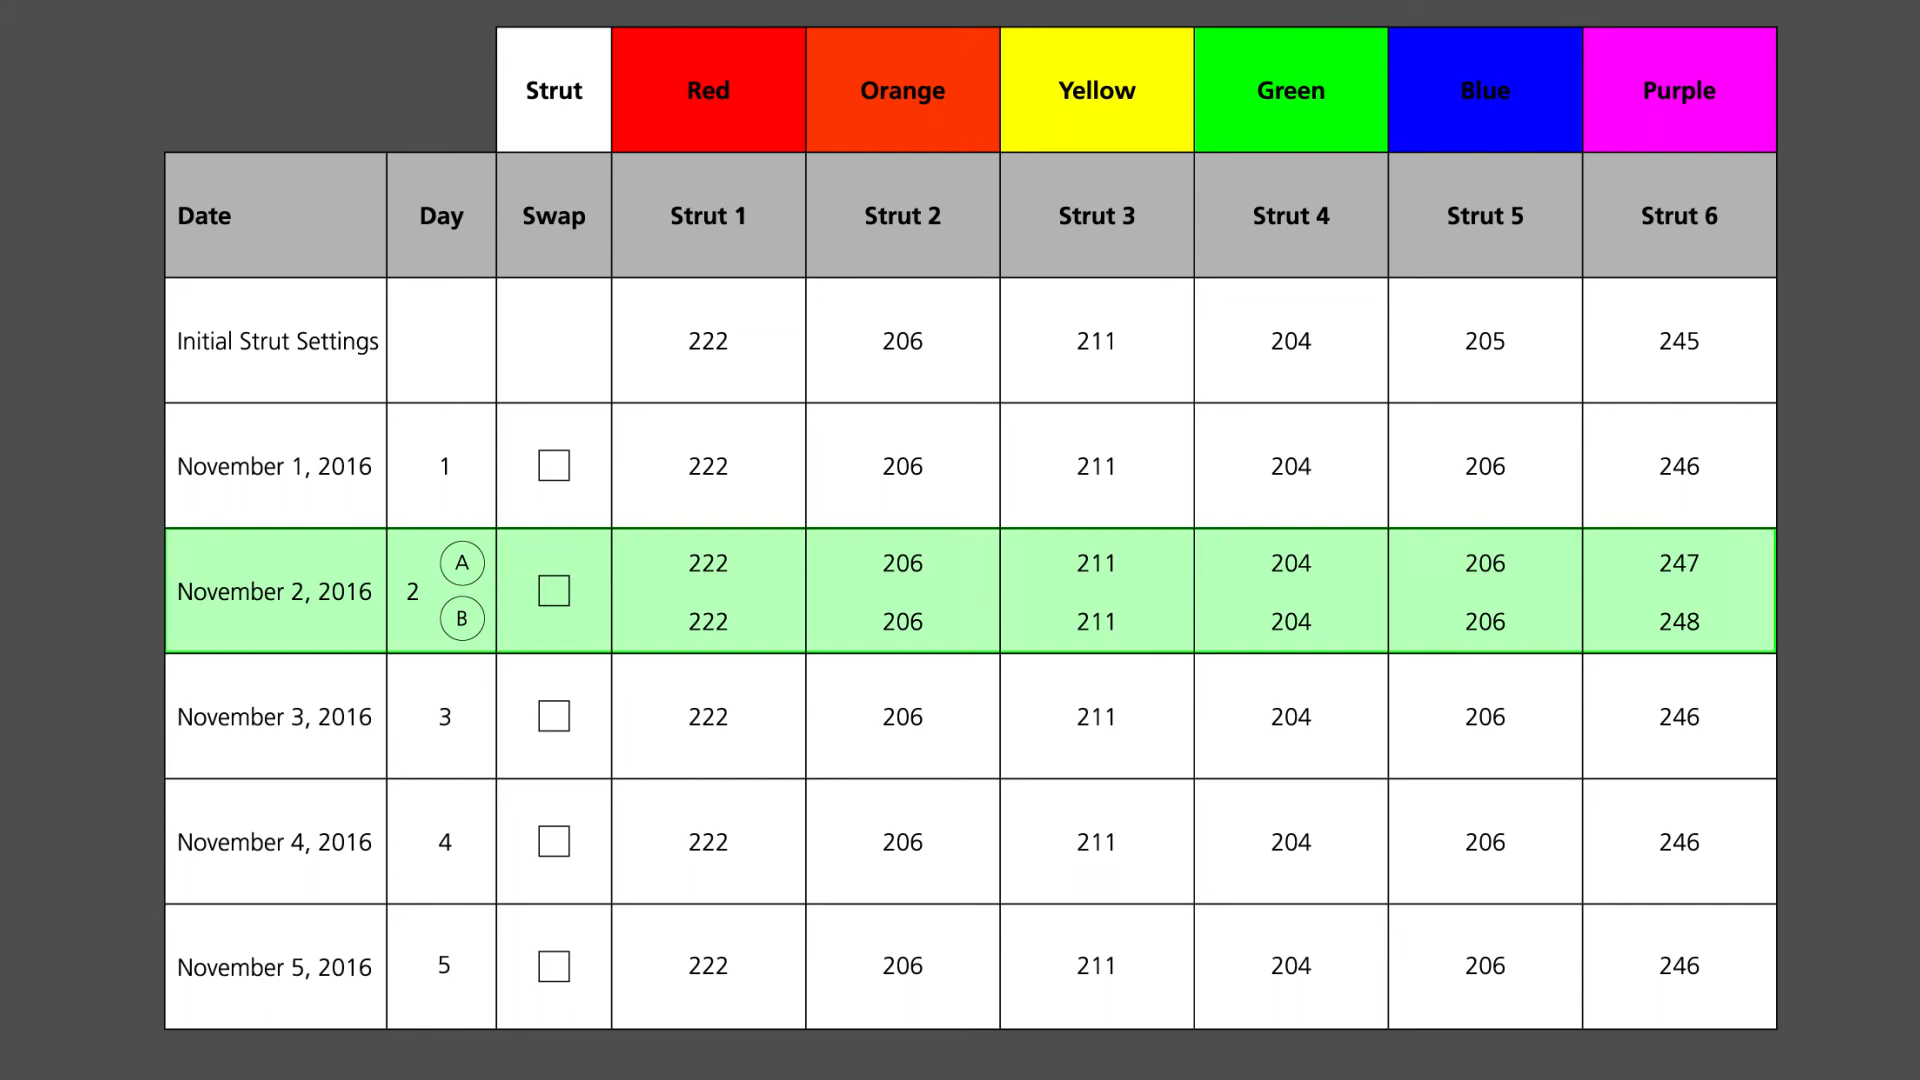 Strut Red Orange Yellow Green Blue Purple
Date Day Swap Strut 1 Strut 2 Strut 3 Strut 4 Strut 5 Strut 6
Initial Strut Settings 222 206 211 204 205 245
November 1, 2016 1 222 206 211 204 206 246
November 2, 2016 2 A 222 206 211 204 206 247
B 222 206 211 204 206 248
November 3, 2016 3 222 206 211 204 206 246
November 4, 2016 4 222 206 211 204 206 246
November 5, 2016 5 222 206 211 204 206 246